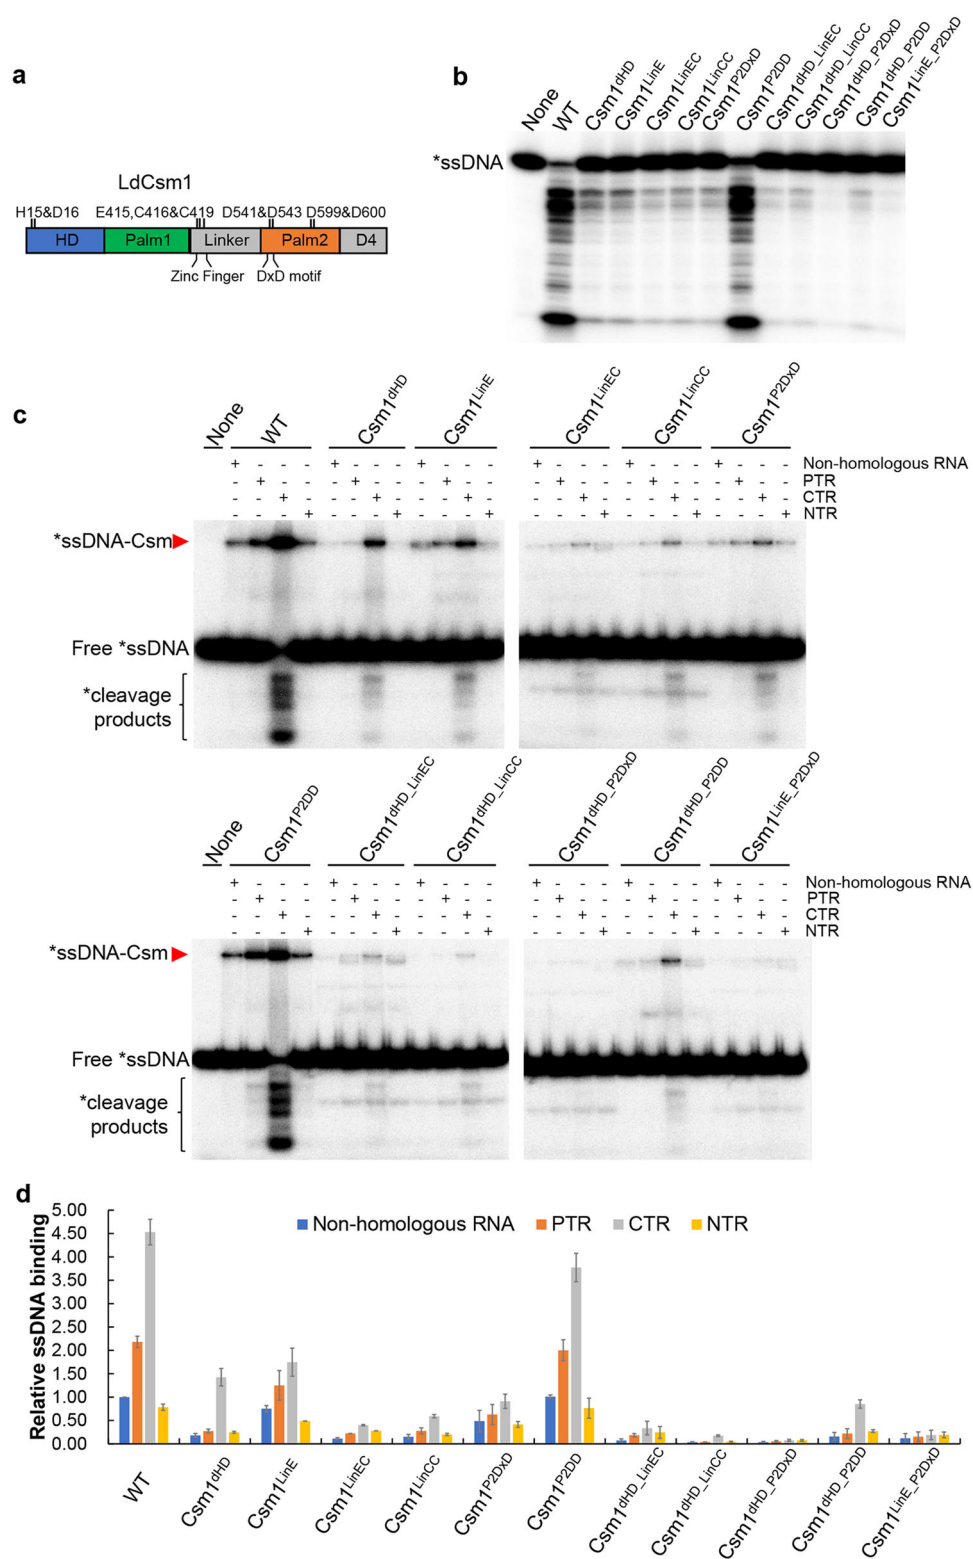 a
LdCsm1
H15&D16 E415,C416&C419 D541&D543 D599&D600
HD Palm1 Linker Palm2 D4
Zinc Finger DxD motif
b
None WT Csm1dHD Csm1LinE Csm1LinEC Csm1LinCC Csm1P2DxD Csm1P2DD Csm1dHD_LinEC Csm1dHD_LinCC Csm1dHD_P2DxD Csm1dHD_P2DD Csm1LinE_P2DxD
*ssDNA
c
None WT Csm1dHD Csm1LinE Csm1LinEC Csm1LinCC Csm1P2DxD
+ - - - + - - - + - - - + - - - + - - - + - - - Non-homologous RNA
- + - - - + - - - + - - - + - - - + - - - + - - PTR
- - + - - - + - - - + - - - + - - - + - - - + - CTR
- - - + - - - + - - - + - - - + - - - + - - - + NTR
*ssDNA-Csm
Free *ssDNA
*cleavage
products
None Csm1P2DD Csm1dHD_LinEC Csm1dHD_LinCC Csm1dHD_P2DxD Csm1dHD_P2DD Csm1LinE_P2DxD
+ - - - + - - - + - - - + - - - + - - - + - - - Non-homologous RNA
- + - - - + - - - + - - - + - - - + - - - + - - PTR
- - + - - - + - - - + - - - + - - - + - - - + - CTR
- - - + - - - + - - - + - - - + - - - + - - - + NTR
*ssDNA-Csm
Free *ssDNA
*cleavage
products
d
Relative ssDNA binding
5.00
4.50
4.00
3.50
3.00
2.50
2.00
1.50
1.00
0.50
0.00
Non-homologous RNA PTR CTR NTR
WT Csm1dHD Csm1LinE Csm1LinEC Csm1LinCC Csm1P2DxD Csm1P2DD Csm1dHD_LinEC Csm1dHD_LinCC Csm1dHD_P2DxD Csm1dHD_P2DD Csm1LinE_P2DxD